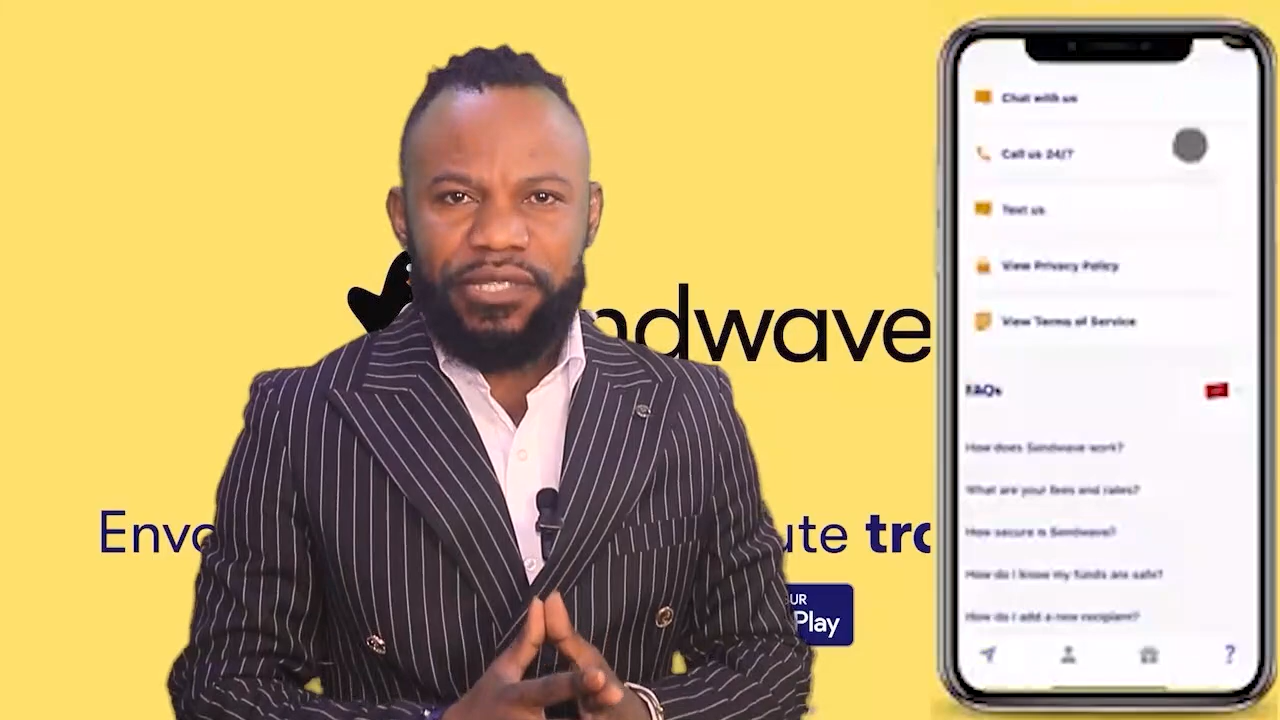 ndwave
Envo
ute tro
UR
Play
Chat with us
Call us 24/7
Text us
View Privacy Policy
View Terms of Service
FAQs
How does Sendwave work?
What are your fees and rates?
How secure is Sendwave?
How do I know my funds are safe?
How do I add a new recipient?
?